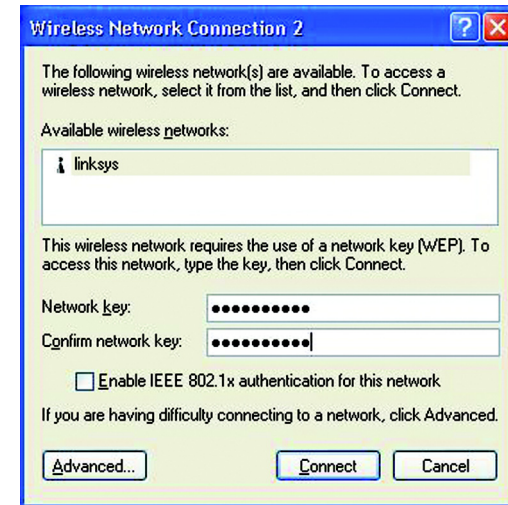 Wireless Network Connection 2
The following wireless network(s) are available. To access a
wireless network, select it from the list, and then click Connect.
Available wireless networks:
linksys
This wireless network requires the use of a network key (WEP). To
access this network, type the key, then click Connect.
Network key: ●●●●●●●●●●
Confirm network key: ●●●●●●●●●●
Enable IEEE 802.1x authentication for this network
If you are having difficulty connecting to a network, click Advanced.
Advanced... Connect Cancel